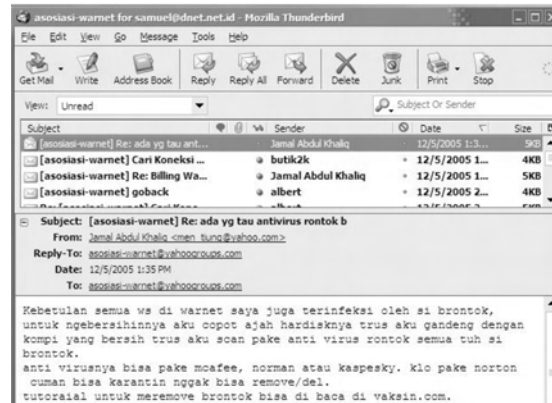 asosiasi-warnet for samuel@dnet.net.id - Mozilla Thunderbird
File Edit View Go Message Tools Help
Get Mail Write Address Book Reply Reply All Forward Delete Junk Print Stop
View: Unread Subject Or Sender
Subject Sender Date Size
[asosiasi-warnet] Re: ada yg tau ant... Jamal Abdul Khaliq 12/5/2005 1:3... 5KB
[asosiasi-warnet] Cari Koneksi ... butik2k 12/5/2005 1... 4KB
[asosiasi-warnet] Re: Billing Wa... Jamal Abdul Khaliq 12/5/2005 1... 5KB
[asosiasi-warnet] goback albert 12/5/2005 2... 4KB
Subject: [asosiasi-warnet] Re: ada yg tau antivirus rontok b
From: Jamal Abdul Khaliq <men_tiung@yahoo.com>
Reply-To: asosiasi-warnet@yahoogroups.com
Date: 12/5/2005 1:35 PM
To: asosiasi-warnet@yahoogroups.com
Kebetulan semua ws di warnet saya juga terinfeksi oleh si brontok,
untuk ngebersihinnya aku copot ajah hardisknya trus aku gandeng dengan
kompi yang bersih trus aku scan pake anti virus rontok semua tuh si
brontok.
anti virusnya bisa pake mcafee, norman atau kaspesky. klo pake norton
cuman bisa karantin nggak bisa remove/del.
tutoraial untuk meremove brontok bisa di baca di vaksin.com.